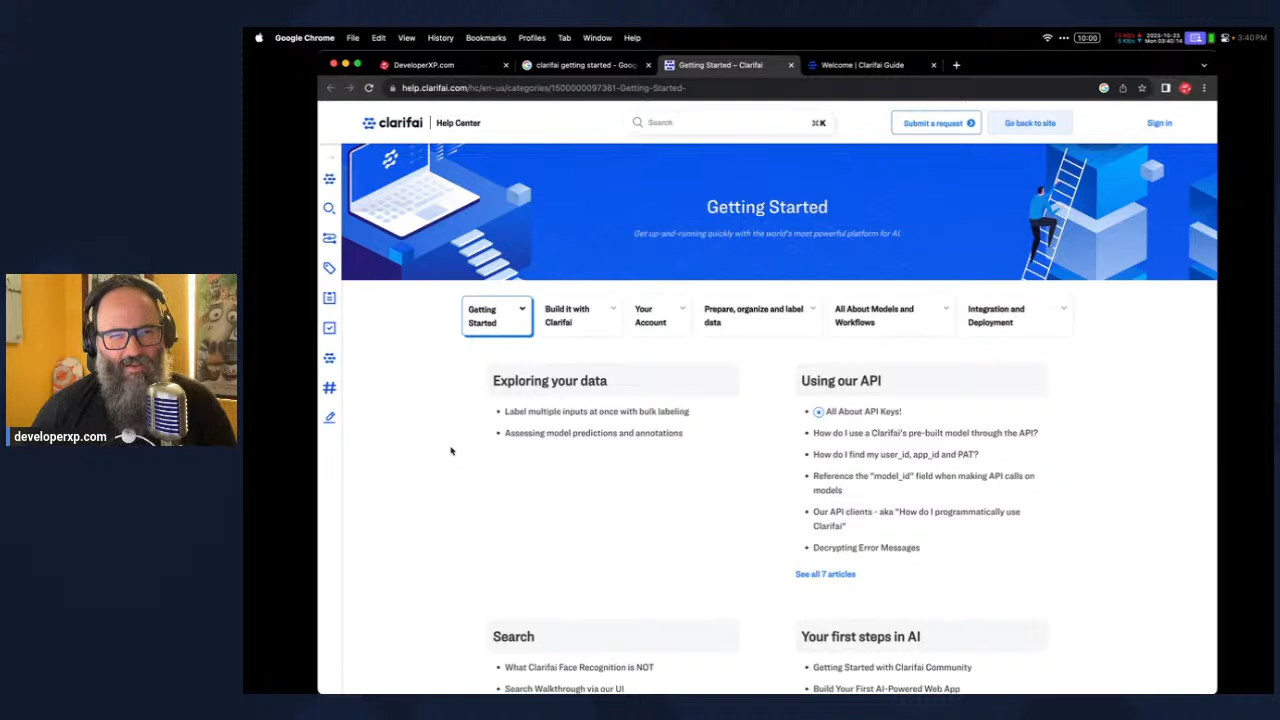 Google Chrome File Edit View History Bookmarks Profiles Tab Window Help 10:00 3:40PM
DeveloperXP.com clarifai getting started - Goo Getting Started – Clarifai Welcome | Clarifai Guide
help.clarifai.com/hc/en-us/categories/1500000097361-Getting-Started-
clarifai | Help Center Search ⌘K Submit a request Go back to site Sign in
Getting Started
Get up-and-running quickly with the world's most powerful platform for AI.
Getting Started
Build It with Clarifai
Your Account
Prepare, organize and label data
All About Models and Workflows
Integration and Deployment
Exploring your data
• Label multiple inputs at once with bulk labeling
• Assessing model predictions and annotations
Using our API
• All About API Keys!
• How do I use a Clarifai's pre-built model through the API?
• How do I find my user_id, app_id and PAT?
• Reference the "model_id" field when making API calls on
models
• Our API clients - aka "How do I programmatically use
Clarifai"
• Decrypting Error Messages
See all 7 articles
Search
• What Clarifai Face Recognition is NOT
• Search Walkthrough via our UI
Your first steps in AI
• Getting Started with Clarifai Community
• Build Your First AI-Powered Web App
developerxp.com